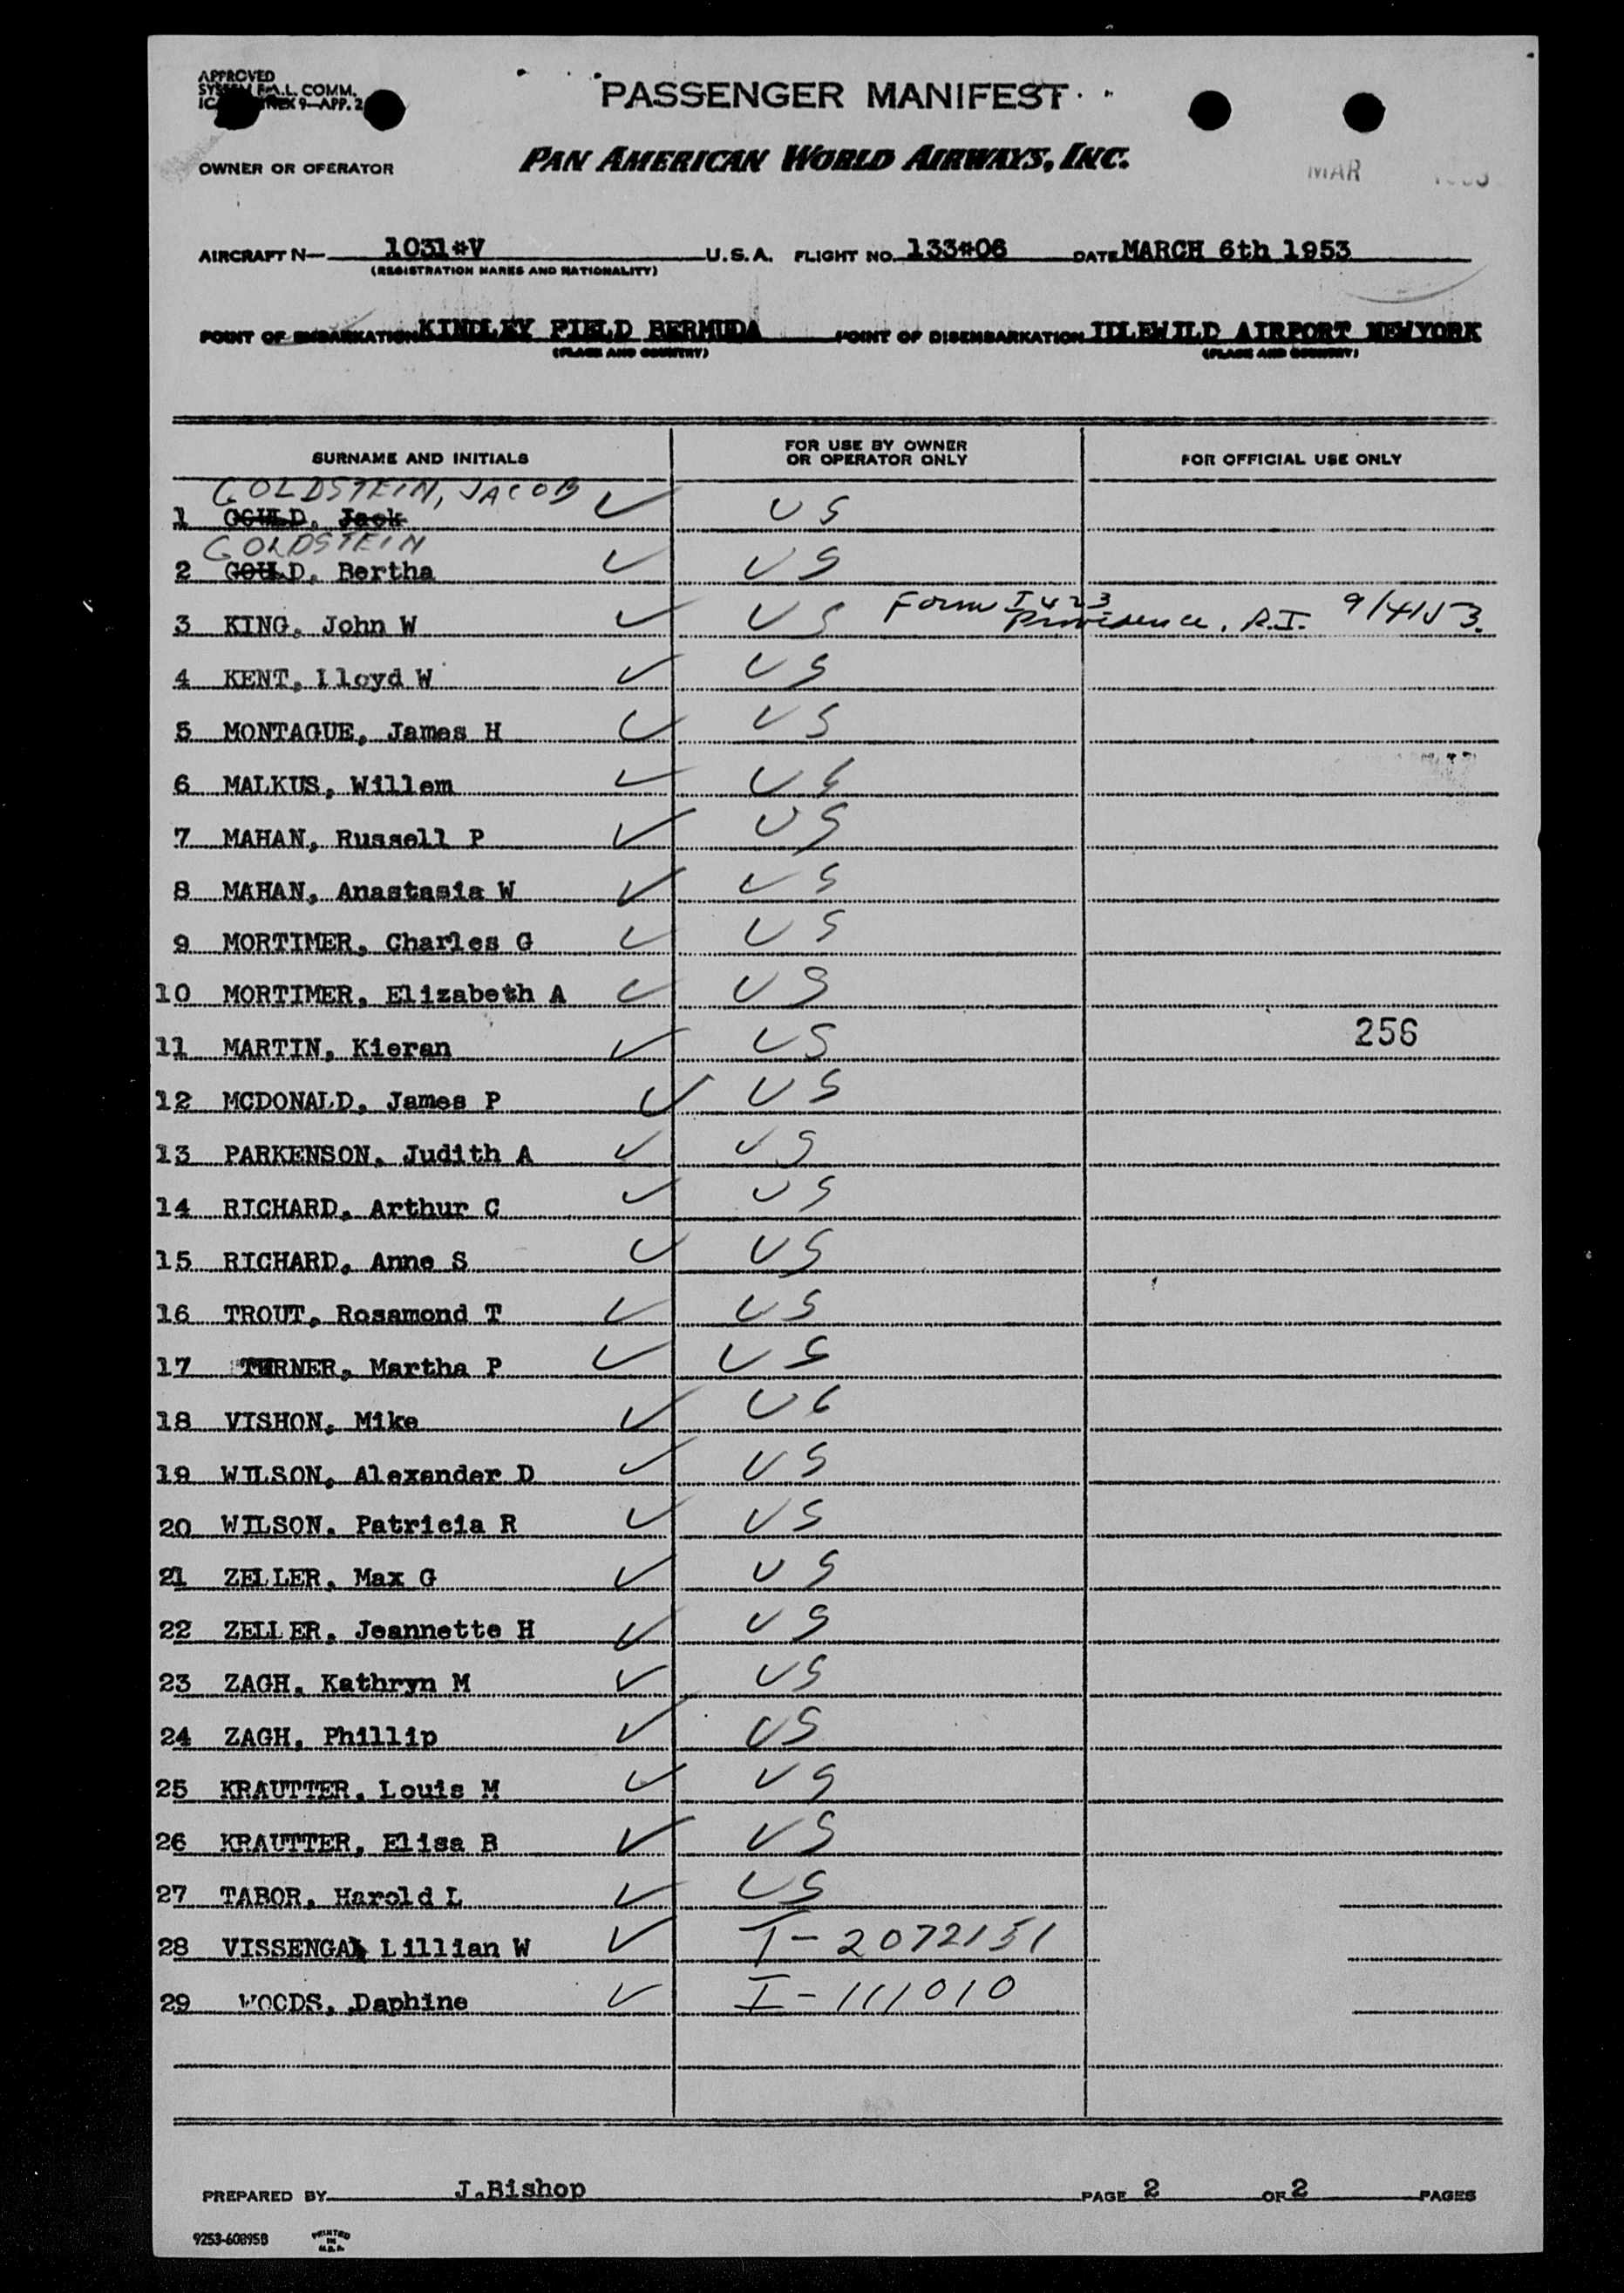 APPROVED
PASSENGER MANIFEST
SYSTEM F.A.L. COMM.
9—APP. 2
OWNER OR OPERATOR PAN AMERICAN WORLD AIRWAYS, INC.
MAR
AIRCRAFT N— 1031*V U.S.A. FLIGHT NO. 133*06 DATE MARCH 6th 1953
(REGISTRATION MARKS AND NATIONALITY)
POINT OF EMBARKATION KINDLEY FIELD BERMUDA POINT OF DISEMBARKATION IDLEWILD AIRPORT NEWYORK
(PLACE AND COUNTRY) (PLACE AND COUNTRY)
SURNAME AND INITIALS FOR USE BY OWNER OR OPERATOR ONLY FOR OFFICIAL USE ONLY
GOLDSTEIN, JACOB ✓ US
1 GOULD, Jack
GOLDSTEIN
2 GOULD, Bertha ✓ US
3 KING, John W ✓ US Form I 423 Providence, R.I. 9/4/53.
4 KENT, Lloyd W ✓ US
5 MONTAGUE, James H ✓ US
6 MALKUS, Willem ✓ US
7 MAHAN, Russell P ✓ US
8 MAHAN, Anastasia W ✓ US
9 MORTIMER, Charles G ✓ US
10 MORTIMER, Elizabeth A ✓ US
11 MARTIN, Kieran ✓ US 256
12 MCDONALD, James P ✓ US
13 PARKENSON, Judith A ✓ US
14 RICHARD, Arthur C ✓ US
15 RICHARD, Anne S ✓ US
16 TROUT, Rosamond T ✓ US
17 TURNER, Martha P ✓ US
18 VISHON, Mike ✓ US
19 WILSON, Alexander D ✓ US
20 WILSON, Patricia R ✓ US
21 ZELLER, Max G ✓ US
22 ZELLER, Jeannette H ✓ US
23 ZAGH, Kathryn M ✓ US
24 ZAGH, Phillip ✓ US
25 KRAUTTER, Louis M ✓ US
26 KRAUTTER, Elisa B ✓ US
27 TABOR, Harold L ✓ US
28 VISSENGA, Lillian W ✓ I-2072151
29 WOODS, Daphine ✓ I-111010
PREPARED BY J.Bishop PAGE 2 OF 2 PAGES
9253-60895B PRINTED IN U.S.A.